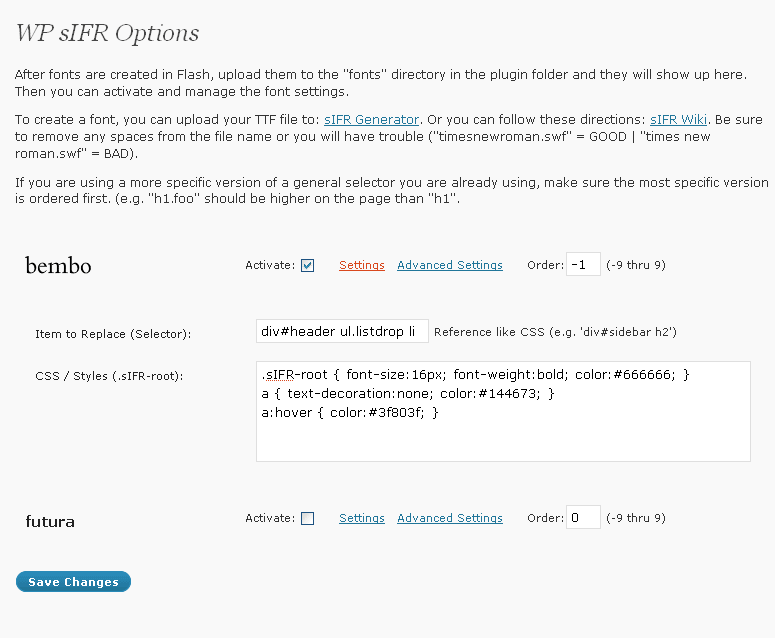 WP sIFR Options
After fonts are created in Flash, upload them to the "fonts" directory in the plugin folder and they will show up here.
Then you can activate and manage the font settings.
To create a font, you can upload your TTF file to: sIFR Generator. Or you can follow these directions: sIFR Wiki. Be sure
to remove any spaces from the file name or you will have trouble ("timesnewroman.swf" = GOOD | "times new
roman.swf" = BAD).
If you are using a more specific version of a general selector you are already using, make sure the most specific version
is ordered first. (e.g. "h1.foo" should be higher on the page than "h1".
bembo Activate: Settings Advanced Settings Order: -1 (-9 thru 9)
Item to Replace (Selector): div#header ul.listdrop li Reference like CSS (e.g. 'div#sidebar h2')
CSS / Styles (.sIFR-root): .sIFR-root { font-size:16px; font-weight:bold; color:#666666; }
a { text-decoration:none; color:#144673; }
a:hover { color:#3f803f; }
futura Activate: Settings Advanced Settings Order: 0 (-9 thru 9)
Save Changes